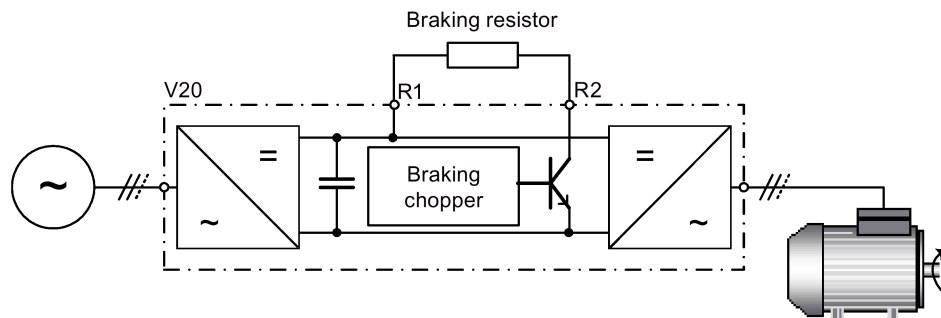 Braking resistor
V20
R1
R2
=
=
Braking
chopper
~
~
~